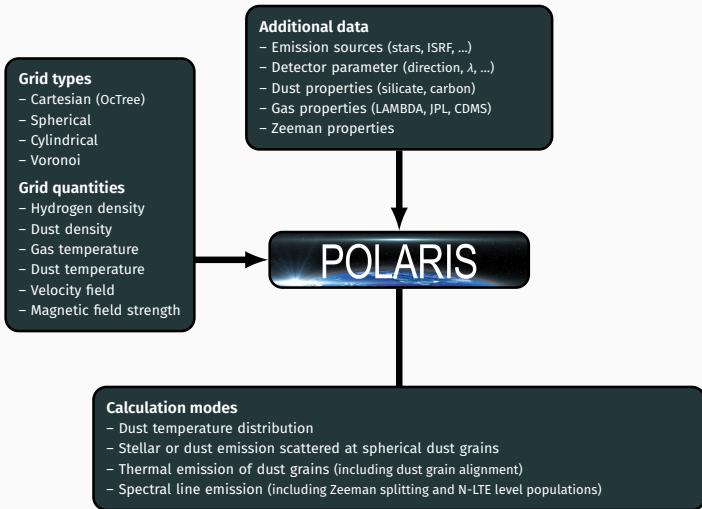 Additional data
– Emission sources (stars, ISRF, ...)
– Detector parameter (direction, λ, ...)
– Dust properties (silicate, carbon)
– Gas properties (LAMBDA, JPL, CDMS)
– Zeeman properties
Grid types
– Cartesian (OcTree)
– Spherical
– Cylindrical
– Voronoi
Grid quantities
– Hydrogen density
– Dust density
– Gas temperature
– Dust temperature
– Velocity field
– Magnetic field strength
POLARIS
Calculation modes
– Dust temperature distribution
– Stellar or dust emission scattered at spherical dust grains
– Thermal emission of dust grains (including dust grain alignment)
– Spectral line emission (including Zeeman splitting and N-LTE level populations)